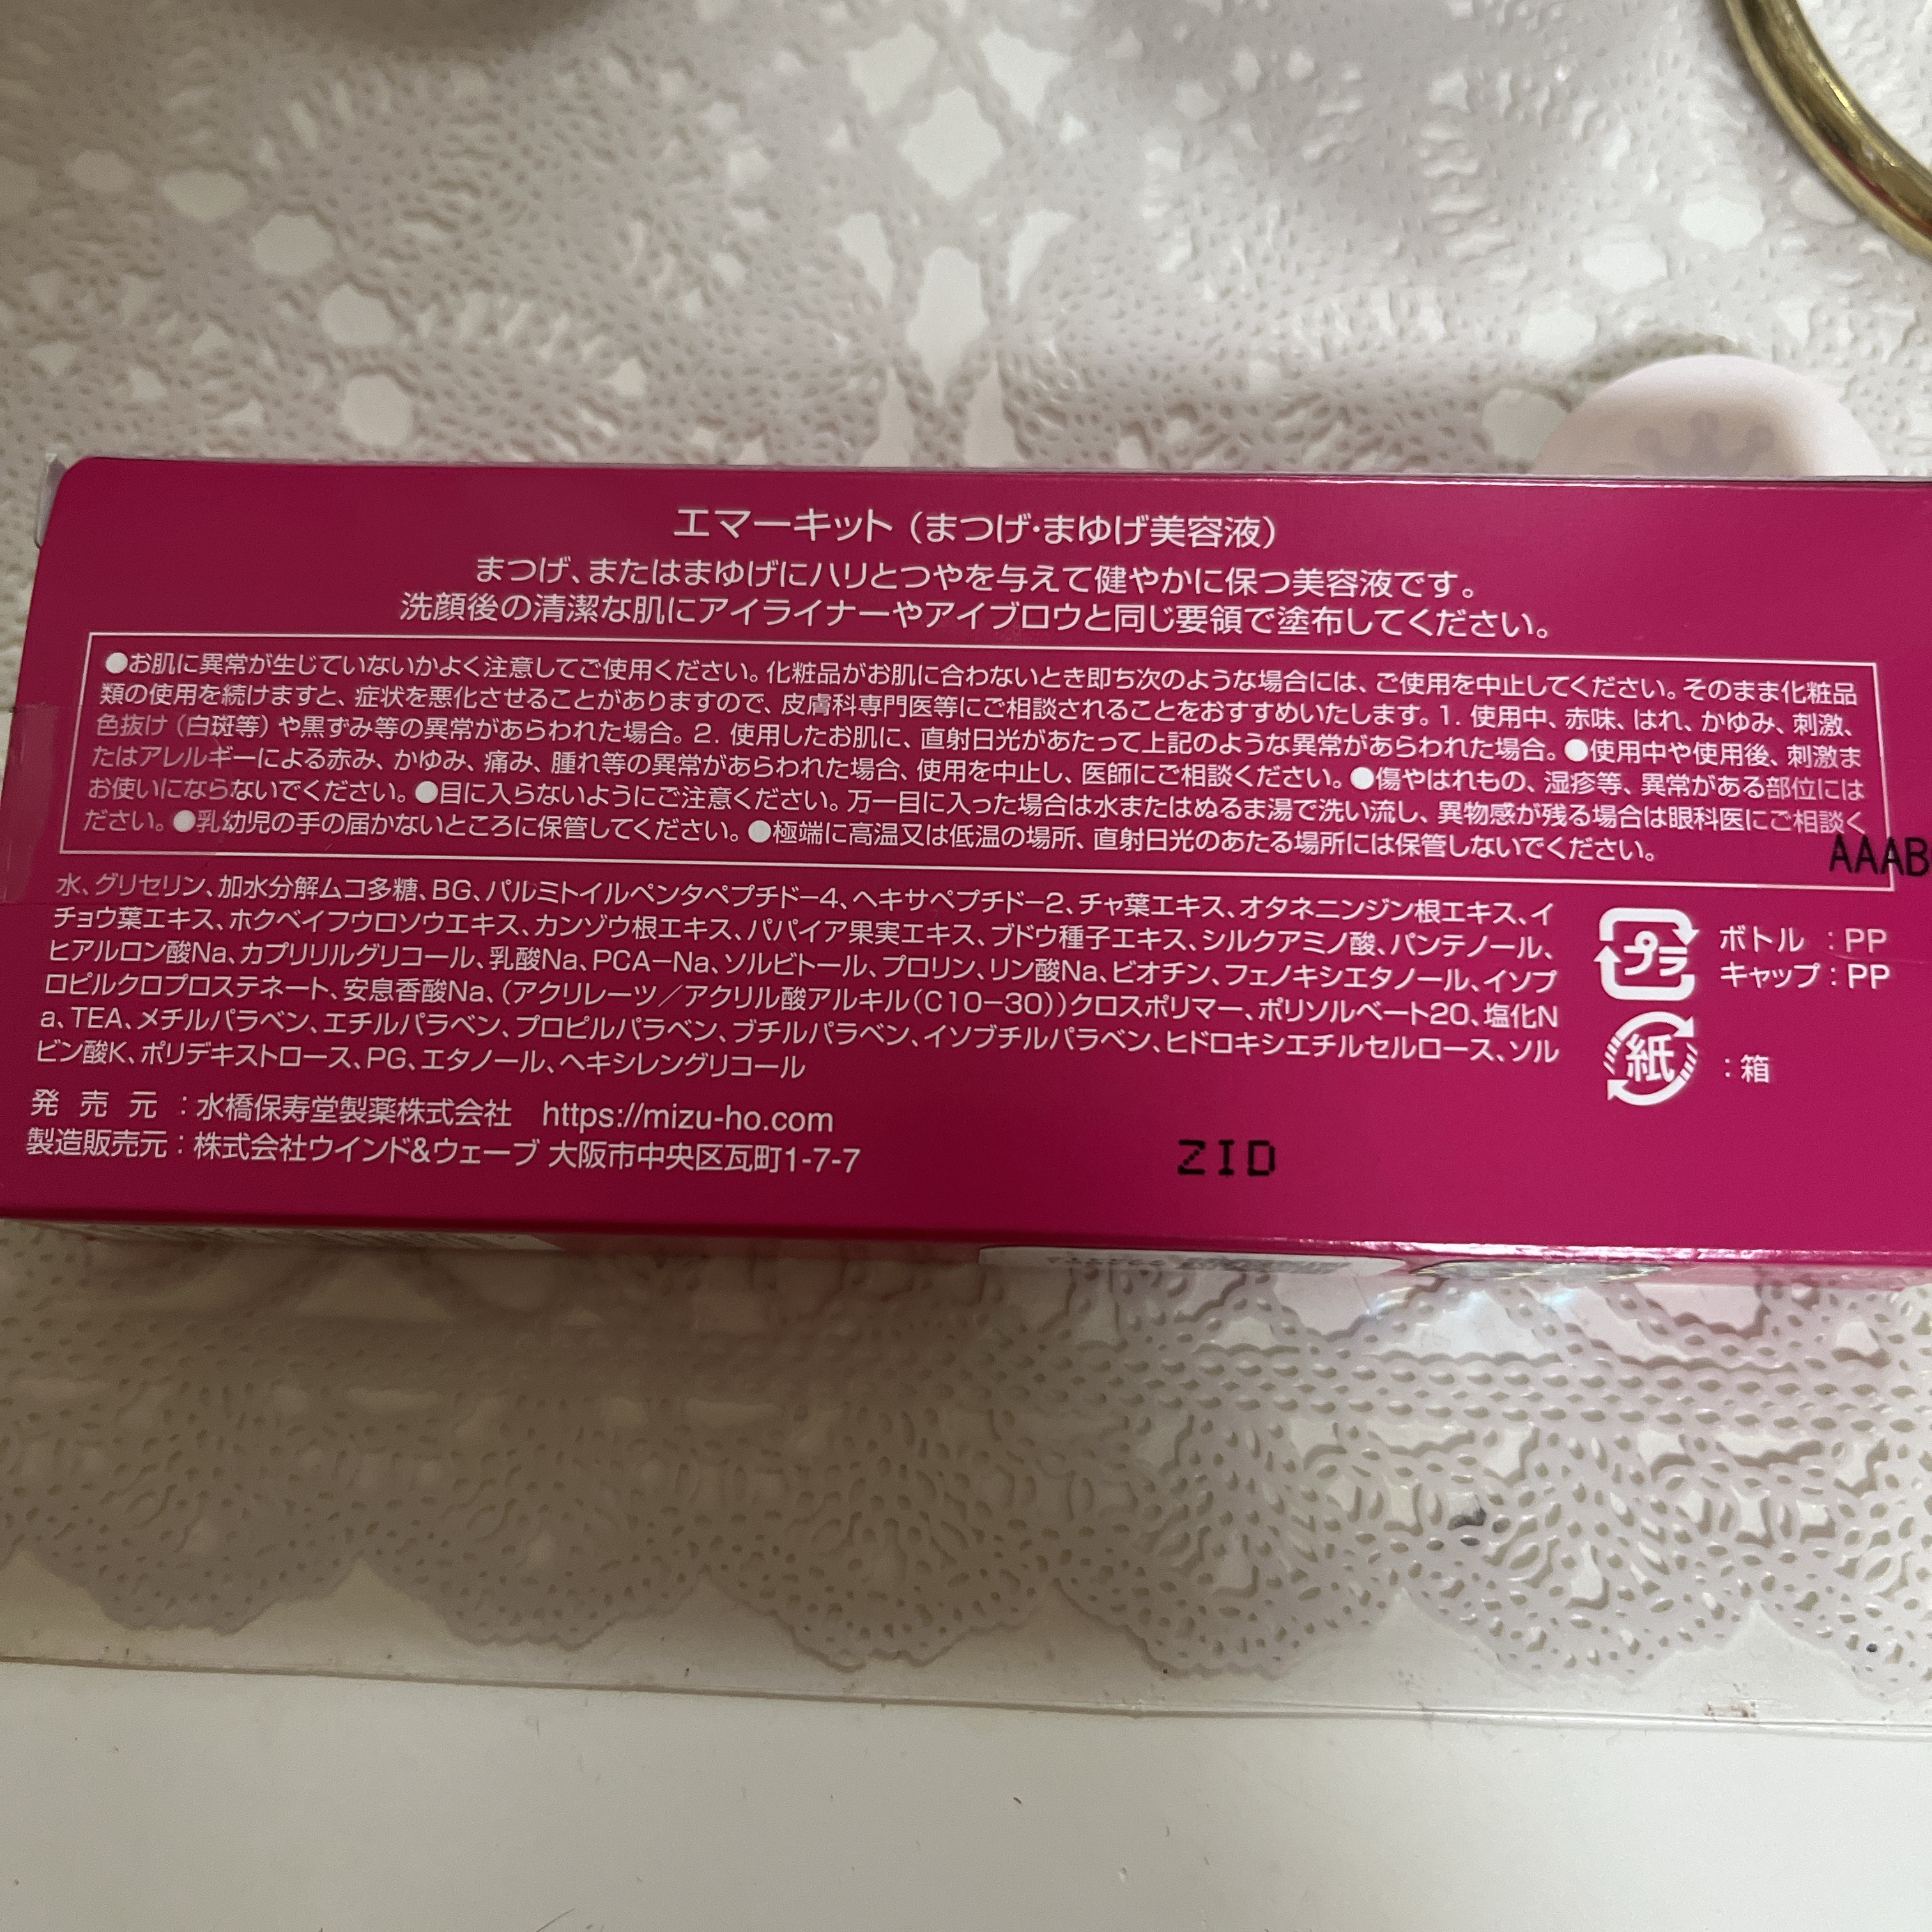 エマーキット（まつげ・まゆげ美容液）
まつげ、またはまゆげにハリとつやを与えて健やかに保つ美容液です。
洗顔後の清潔な肌にアイライナーやアイブロウと同じ要領で塗布してください。
●お肌に異常が生じていないかよく注意してご使用ください。化粧品がお肌に合わないとき即ち次のような場合には、ご使用を中止してください。そのまま化粧品
類の使用を続けますと、症状を悪化させることがありますので、皮膚科専門医等にご相談されることをおすすめいたします。1. 使用中、赤味、はれ、かゆみ、刺激、
色抜け（白斑等）や黒ずみ等の異常があらわれた場合。2. 使用したお肌に、直射日光があたって上記のような異常があらわれた場合。●使用中や使用後、刺激ま
たはアレルギーによる赤み、かゆみ、痛み、腫れ等の異常があらわれた場合、使用を中止し、医師にご相談ください。●傷やはれもの、湿疹等、異常がある部位には
お使いにならないでください。●目に入らないようにご注意ください。万一目に入った場合は水またはぬるま湯で洗い流し、異物感が残る場合は眼科医にご相談く
ださい。●乳幼児の手の届かないところに保管してください。●極端に高温又は低温の場所、直射日光のあたる場所には保管しないでください。
AAAB
水、グリセリン、加水分解ムコ多糖、BG、パルミトイルペンタペプチド−4、ヘキサペプチド−2、チャ葉エキス、オタネニンジン根エキス、イ
チョウ葉エキス、ホクベイフウロソウエキス、カンゾウ根エキス、パパイア果実エキス、ブドウ種子エキス、シルクアミノ酸、パンテノール、
ヒアルロン酸Na、カプリリルグリコール、乳酸Na、PCA−Na、ソルビトール、プロリン、リン酸Na、ビオチン、フェノキシエタノール、イソプ
ロピルクロプロステネート、安息香酸Na、（アクリレーツ／アクリル酸アルキル（C10−30））クロスポリマー、ポリソルベート20、塩化N
a、TEA、メチルパラベン、エチルパラベン、プロピルパラベン、ブチルパラベン、イソブチルパラベン、ヒドロキシエチルセルロース、ソル
ビン酸K、ポリデキストロース、PG、エタノール、ヘキシレングリコール
プラ
ボトル ：PP
キャップ：PP
紙
：箱
発 売 元 ：水橋保寿堂製薬株式会社 https://mizu-ho.com
製造販売元：株式会社ウインド&ウェーブ 大阪市中央区瓦町1-7-7
ZID